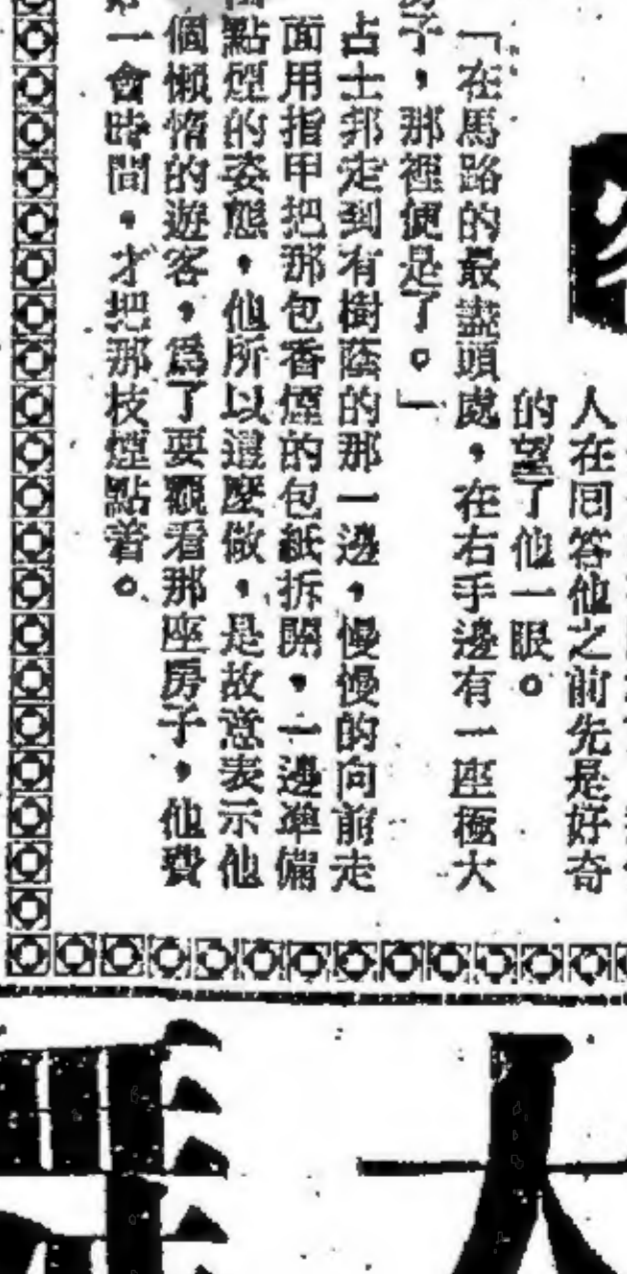 人在回答他之前先是好奇
的望了他一眼。
「在馬路的最盡頭處，在右手邊有一座極大
子，那裡便是了。」
占士邦走到有樹蔭的那一邊，慢慢的向前走
面用指甲把那包香煙的包紙拆開，一邊準備
點煙的姿態，他所以這麼做，是故意表示他
個懶惰的遊客，爲了要觀看那座房子，他費
一會時間，才把那枝煙點着。
大